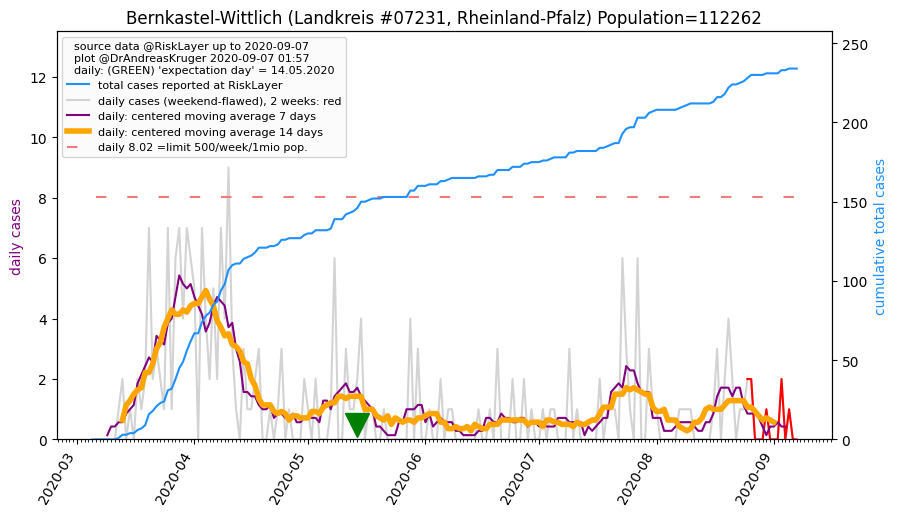 Bernkastel-Wittlich (Landkreis #07231, Rheinland-Pfalz) Population=112262
source data @RiskLayer up to 2020-09-07
plot @DrAndreasKruger 2020-09-07 01:57
daily: (GREEN) 'expectation day' = 14.05.2020
total cases reported at RiskLayer
daily cases (weekend-flawed), 2 weeks: red
daily: centered moving average 7 days
daily: centered moving average 14 days
daily 8.02 =limit 500/week/1mio pop.
daily cases
12
10
8
6
4
2
0
cumulative total cases
250
200
150
100
50
0
2020-03
2020-04
2020-05
2020-06
2020-07
2020-08
2020-09